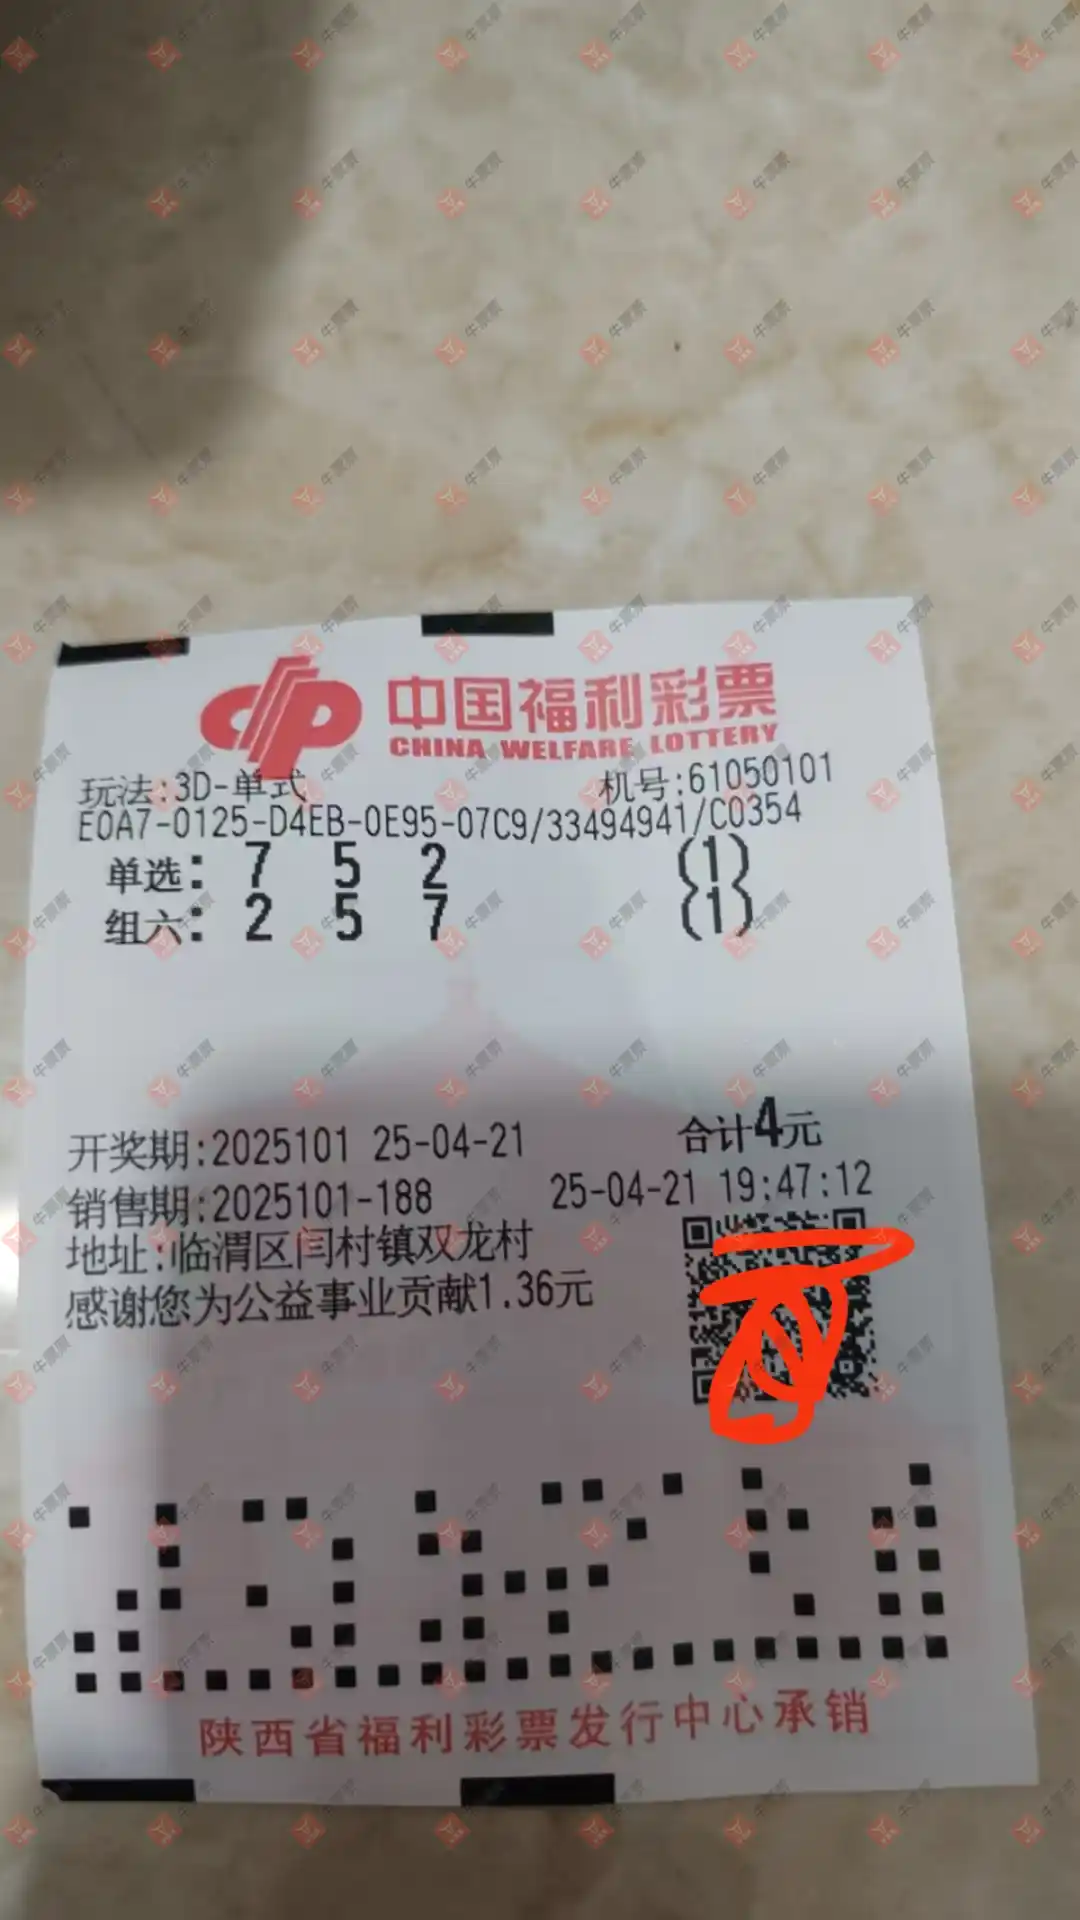 中国福利彩票
CHINA WELFARE LOTTERY
玩法:3D-单式 机号:61050101
E0A7-0125-D4EB-0E95-07C9/33494941/C0354
单选: 7 5 2 (1)
组六: 2 5 7 (1)
开奖期:2025101 25-04-21 合计4元
销售期:2025101-188 25-04-21 19:47:12
地址:临渭区闫村镇双龙村
感谢您为公益事业贡献1.36元
陕西省福利彩票发行中心承销
牛票票